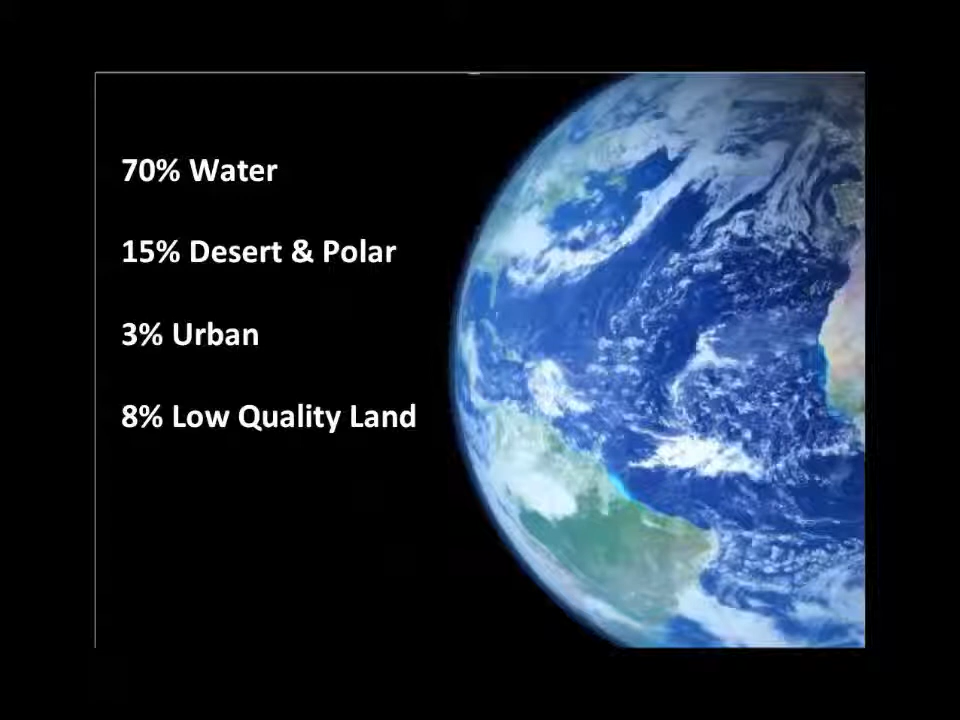 70% Water
15% Desert & Polar
3% Urban
8% Low Quality Land